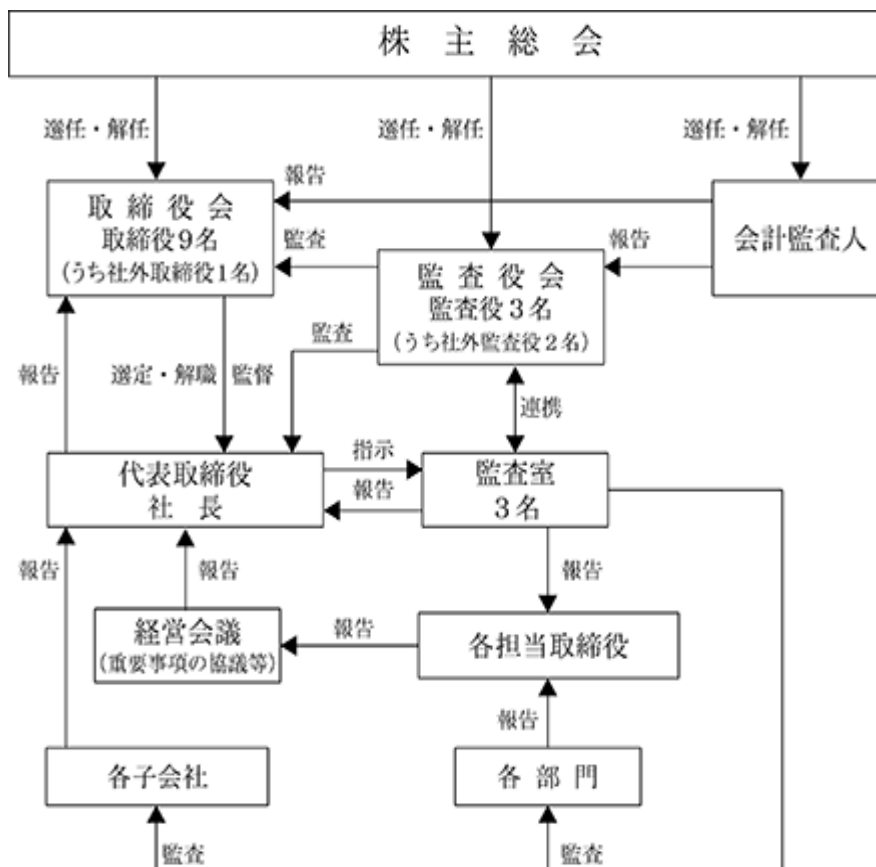 株主総会
選任・解任
選任・解任
選任・解任
報告
取締役会
取締役9名
(うち社外取締役1名)
監査
報告
会計監査人
監査役会
監査役3名
(うち社外監査役2名)
監査
報告
選定・解職
監督
連携
代表取締役
社長
指示
報告
監査室
3名
報告
報告
報告
経営会議
(重要事項の協議等)
報告
各担当取締役
報告
各子会社
各部門
監査
監査